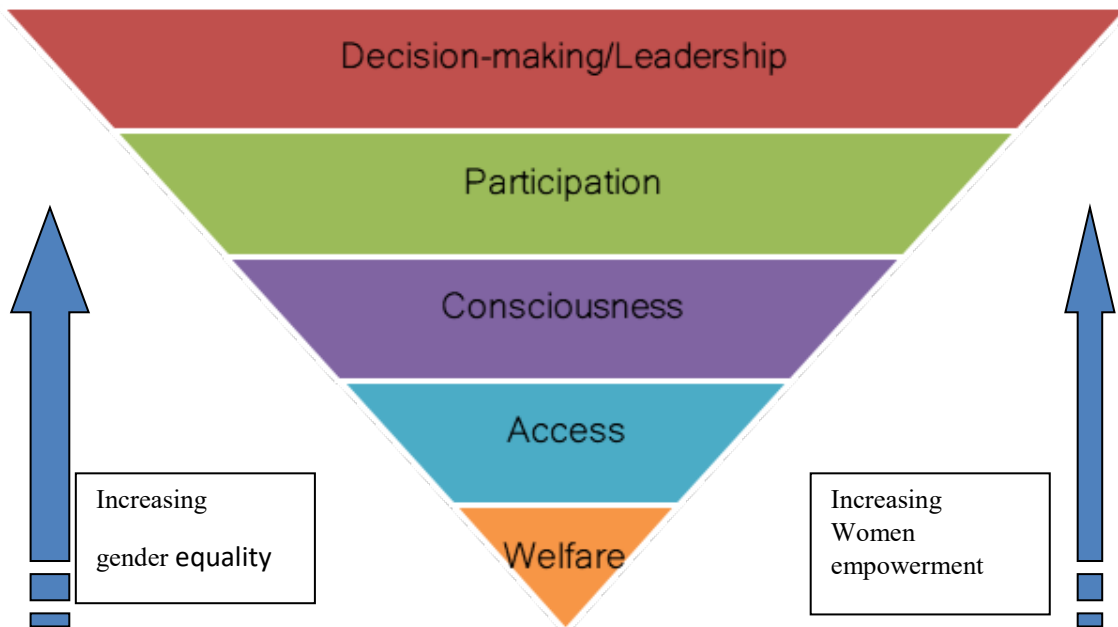 Decision-making/Leadership
Participation
Consciousness
Access
Welfare
Increasing
gender equality
Increasing
Women
empowerment